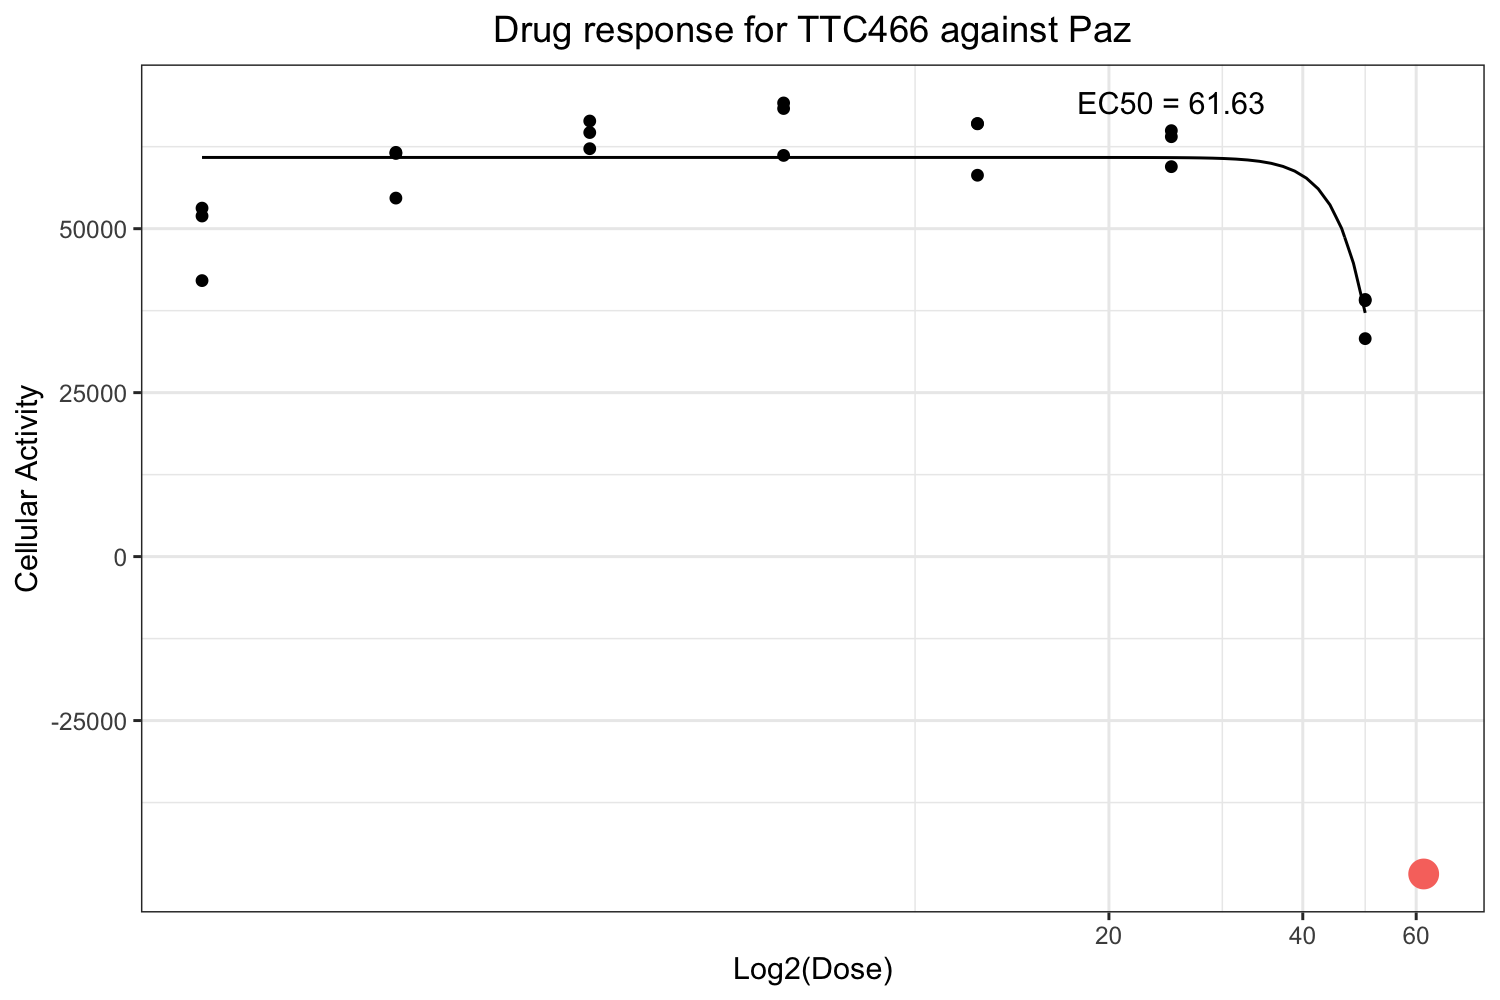 Drug response for TTC466 against Paz
EC50 = 61.63
Cellular Activity
50000
25000
0
-25000
20 40 60
Log2(Dose)